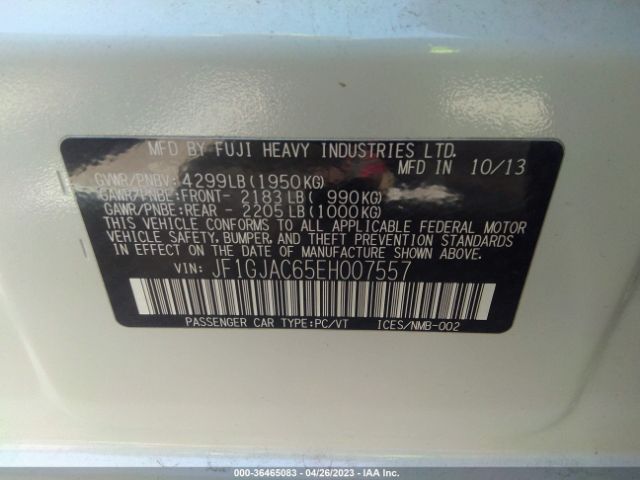 MFD BY FUJI HEAVY INDUSTRIES LTD.
MFD IN 10/13
GVWR/PNBV: 4299LB(1950KG)
GAWR/PNBE:FRONT- 2183LB( 990KG)
GAWR/PNBE:REAR - 2205LB(1000KG)
THIS VEHICLE CONFORMS TO ALL APPLICABLE FEDERAL MOTOR
VEHICLE SAFETY, BUMPER, AND THEFT PREVENTION STANDARDS
IN EFFECT ON THE DATE OF MANUFACTURE SHOWN ABOVE.
VIN: JF1GJAC65EH007557
PASSENGER CAR TYPE:PC/VT ICES/NMB-002
000-36465083 - 04/26/2023 - IAA Inc.